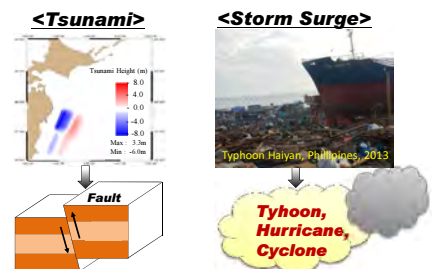 <Tsunami>
<Storm Surge>
Tsunami Height (m)
8.0
4.0
0.0
-4.0
-8.0
Max : 3.3m
Min : -6.0m
Typhoon Haiyan, Phillipines, 2013
Fault
Tyhoon,
Hurricane,
Cyclone